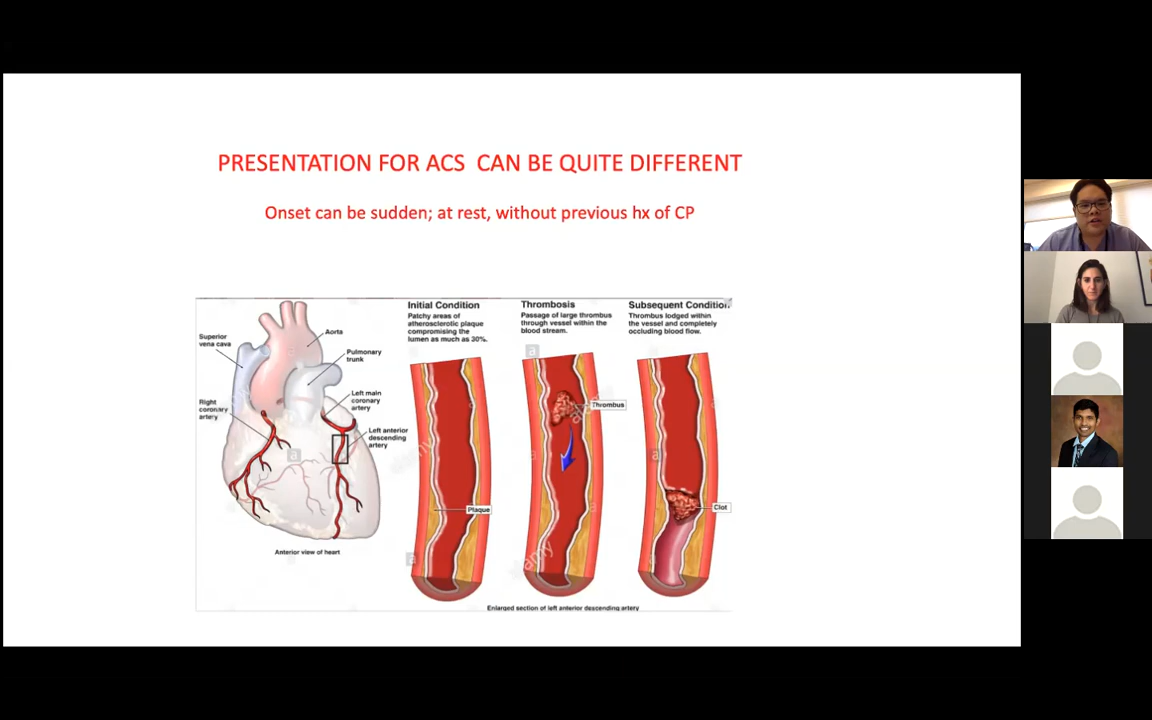 PRESENTATION FOR ACS CAN BE QUITE DIFFERENT
Onset can be sudden; at rest, without previous hx of CP
Superior
vena cava
Aorta
Pulmonary
trunk
Left main
coronary
artery
Right
coronary
artery
Left anterior
descending
artery
Anterior view of heart
Initial Condition
Patchy areas of
atherosclerotic plaque
compromising the
lumen as much as 30%.
Plaque
Thrombosis
Passage of large thrombus
through vessel within the
blood stream.
Thrombus
Subsequent Condition
Thrombus lodged within
the vessel and completely
occluding blood flow.
Clot
Enlarged section of left anterior descending artery
a
a
a
a
alamy